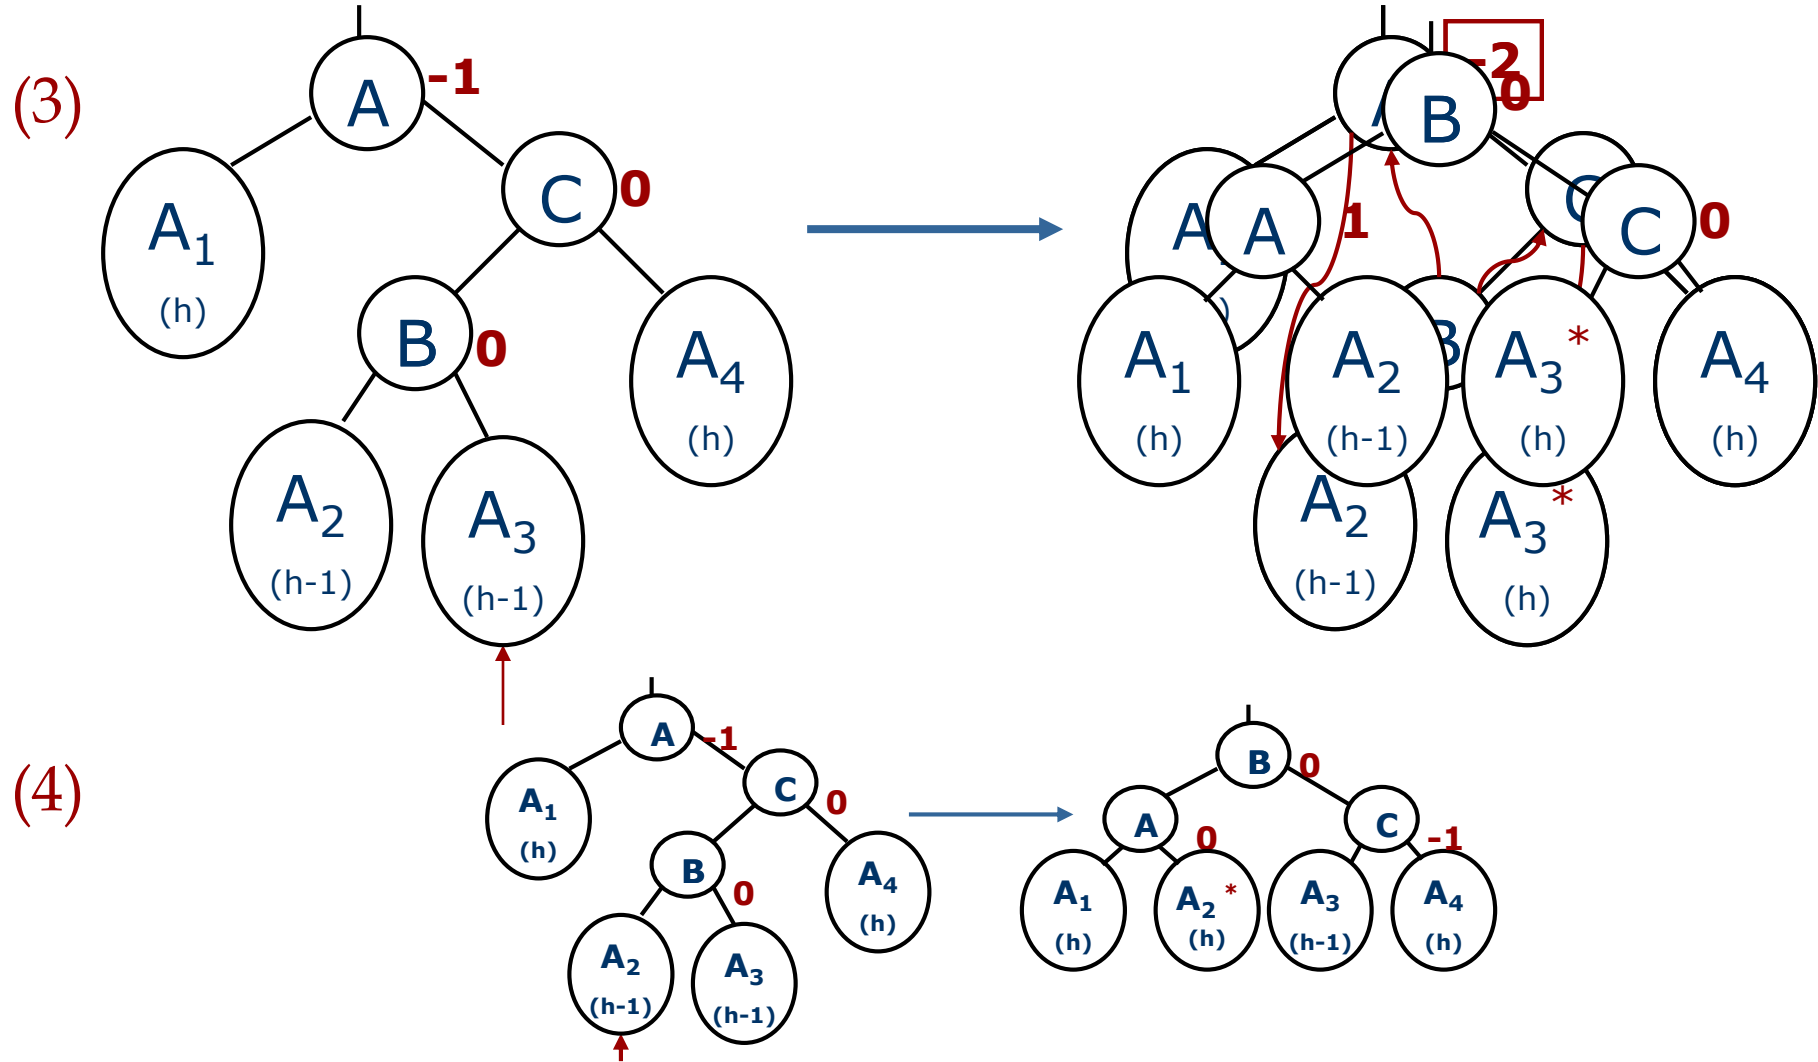 (3)
A -1
C 0
A1 (h)
B 0
A4 (h)
A2 (h-1)
A3 (h-1)
-2
B 0
A 1
C 0
A1 (h)
A2 (h-1)
A3 * (h)
A4 (h)
A2 (h-1)
A3 * (h)
(4)
A -1
C 0
A1 (h)
B 0
A4 (h)
A2 (h-1)
A3 (h-1)
B 0
A 0
C -1
A1 (h)
A2 * (h)
A3 (h-1)
A4 (h)